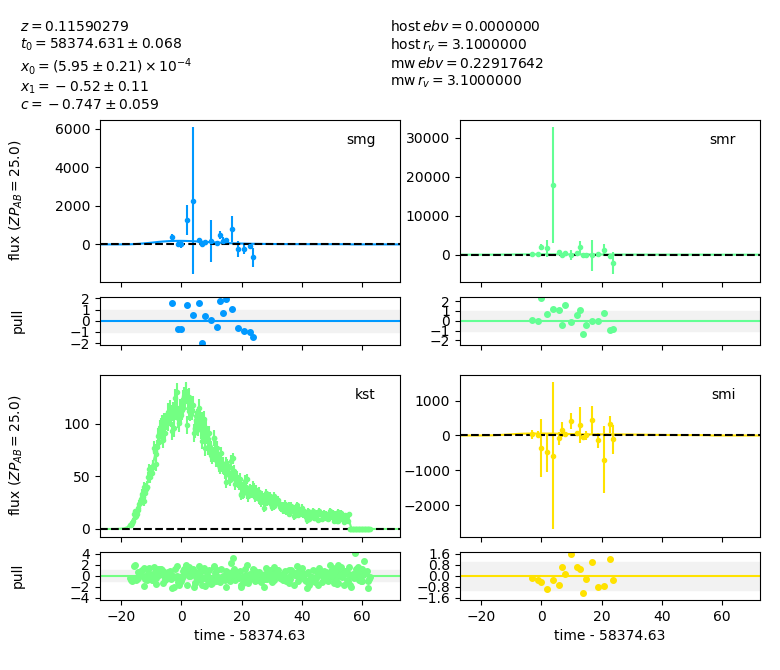 z = 0.11590279
t₀ = 58374.631 ± 0.068
x₀ = (5.95 ± 0.21) × 10⁻⁴
x₁ = − 0.52 ± 0.11
c = − 0.747 ± 0.059
host ebv = 0.0000000
host r_v = 3.1000000
mw ebv = 0.22917642
mw r_v = 3.1000000
flux (ZP_AB = 25.0)
6000
4000
2000
0
smg
30000
20000
10000
0
smr
pull
2
1
0
−1
−2
2
1
0
−1
−2
flux (ZP_AB = 25.0)
100
50
0
kst
1000
0
−1000
−2000
smi
pull
4
2
0
−2
−4
1.6
0.8
0.0
−0.8
−1.6
−20 0 20 40 60
−20 0 20 40 60
time - 58374.63
time - 58374.63